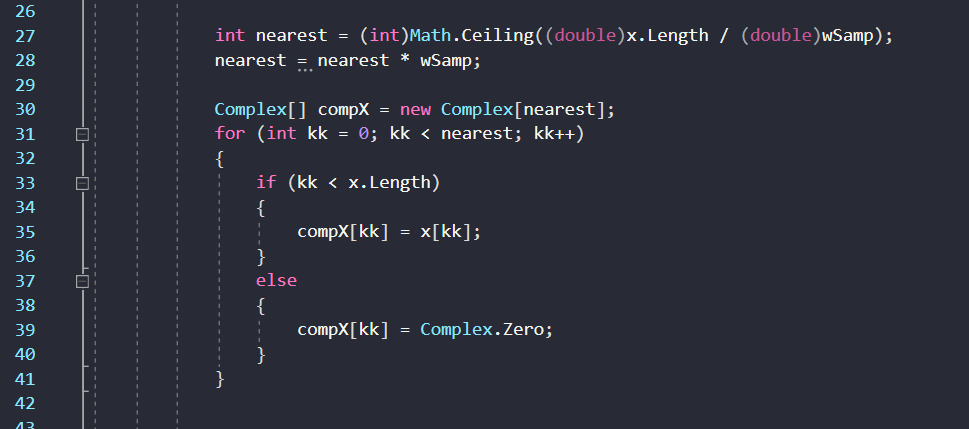 26
27 int nearest = (int)Math.Ceiling((double)x.Length / (double)wSamp);
28 nearest = nearest * wSamp;
29
30 Complex[] compX = new Complex[nearest];
31 for (int kk = 0; kk < nearest; kk++)
32 {
33 if (kk < x.Length)
34 {
35 compX[kk] = x[kk];
36 }
37 else
38 {
39 compX[kk] = Complex.Zero;
40 }
41 }
42
43